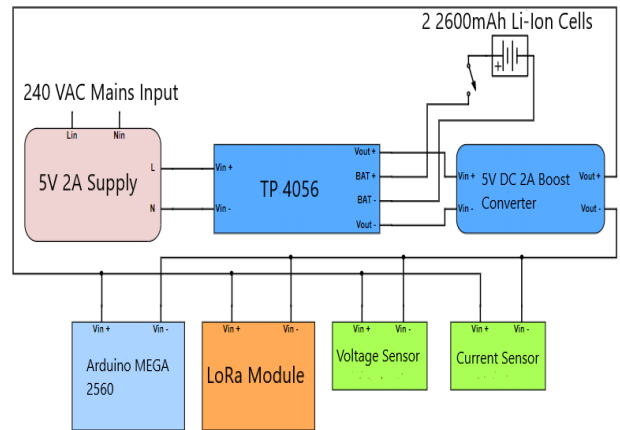 2 2600mAh Li-Ion Cells
240 VAC Mains Input
Lin Nin
5V 2A Supply
L
N
Vin +
Vin -
TP 4056
Vout +
BAT +
BAT -
Vout -
Vin +
Vin -
5V DC 2A Boost
Converter
Vout +
Vout -
+
Vin + Vin -
Arduino MEGA
2560
Vin + Vin -
LoRa Module
Vin + Vin -
Voltage Sensor
Vin + Vin -
Current Sensor